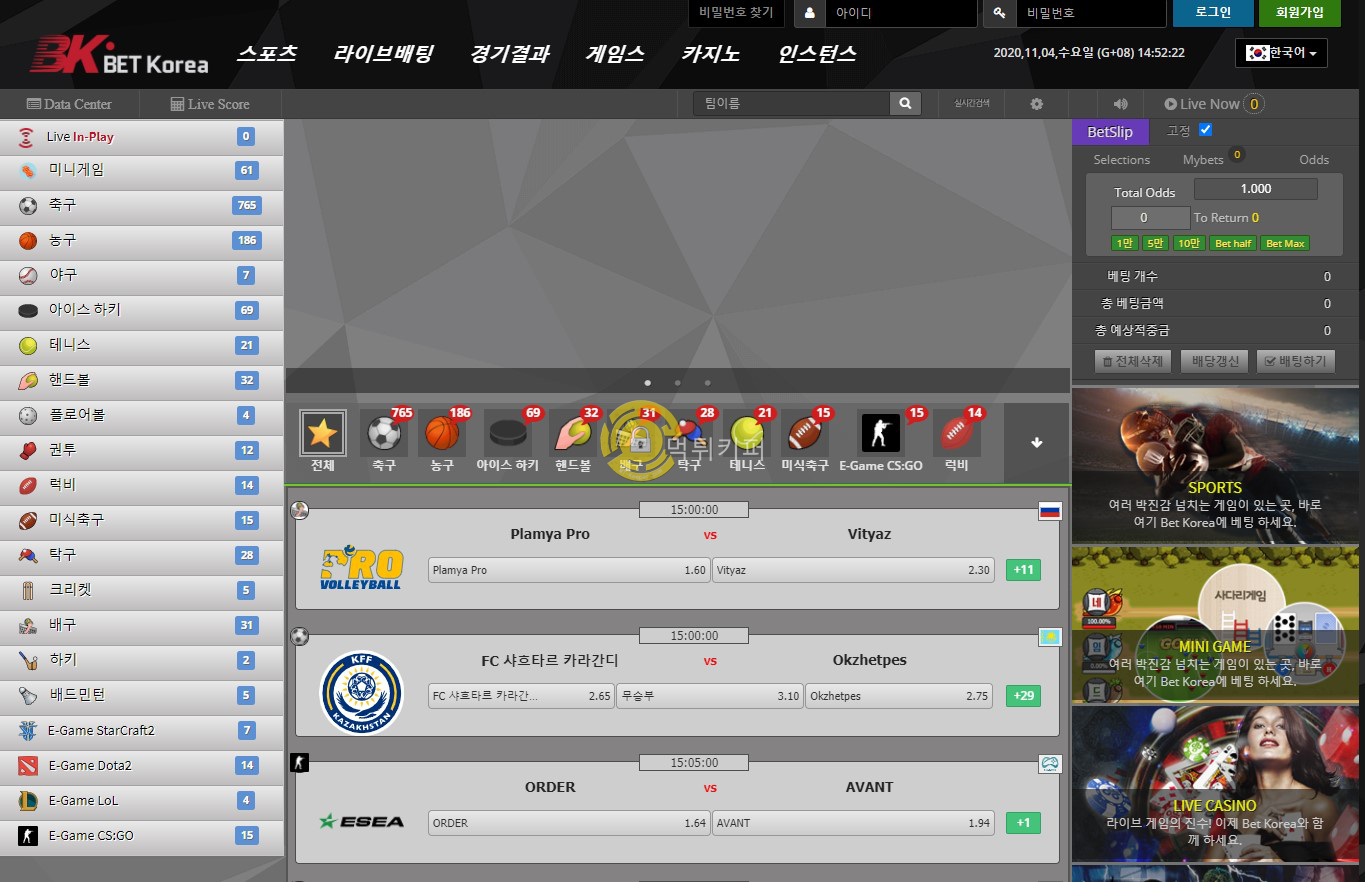 비밀번호 찾기
아이디
비밀번호
로그인
회원가입
BK BET Korea
스포츠
라이브배팅
경기결과
게임스
카지노
인스턴스
2020,11,04,수요일 (G+08) 14:52:22
한국어
Data Center
Live Score
팀이름
실시간검색
Live Now 0
Live In-Play 0
미니게임 61
축구 765
농구 186
야구 7
아이스 하키 69
테니스 21
핸드볼 32
플로어볼 4
권투 12
럭비 14
미식축구 15
탁구 28
크리켓 5
배구 31
하키 2
배드민턴 5
E-Game StarCraft2 7
E-Game Dota2 14
E-Game LoL 4
E-Game CS:GO 15
765 186 69 32 31 28 21 15 15 14
전체 축구 농구 아이스 하키 핸드볼 배구 탁구 테니스 미식축구 E-Game CS:GO 럭비
먹튀키퍼
15:00:00
Plamya Pro vs Vityaz
PRO VOLLEYBALL
Plamya Pro 1.60 Vityaz 2.30 +11
15:00:00
FC 샤흐타르 카라간디 vs Okzhetpes
KFF KAZAKHSTAN
FC 샤흐타르 카라간... 2.65 무승부 3.10 Okzhetpes 2.75 +29
15:05:00
ORDER vs AVANT
ESEA
ORDER 1.64 AVANT 1.94 +1
BetSlip 고정
Selections Mybets 0 Odds
Total Odds 1.000
0 To Return 0
1만 5만 10만 Bet half Bet Max
베팅 개수 0
총 베팅금액 0
총 예상적중금 0
전체삭제 배당갱신 배팅하기
SPORTS
여러 박진감 넘치는 게임이 있는 곳, 바로
여기 Bet Korea에 베팅 하세요.
사다리게임
네
100.00%
임
0.00%
드
GO
MINI GAME
여러 박진감 넘치는 게임이 있는 곳, 바로
여기 Bet Korea에 베팅 하세요.
LIVE CASINO
라이브 게임의 진수! 이제 Bet Korea와 함
께 하세요.